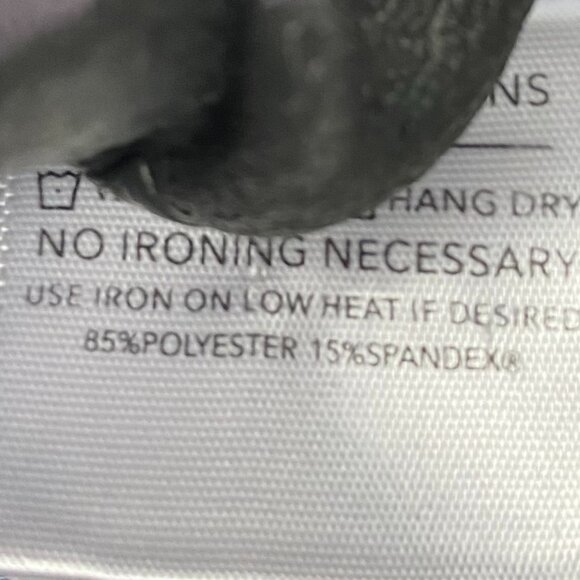 NS
HANG DRY
NO IRONING NECESSARY
USE IRON ON LOW HEAT IF DESIRED
85%POLYESTER 15%SPANDEX®